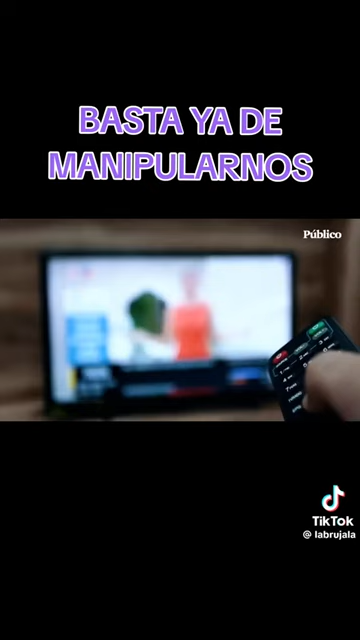 BASTA YA DE
MANIPULARNOS
Público
TikTok
@ labrujala